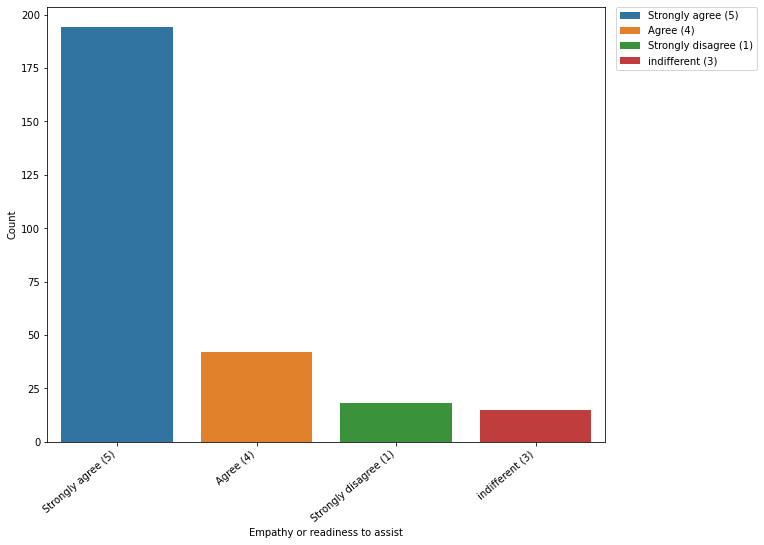 200
175
150
125
100
75
50
25
0
Count
Strongly agree (5)
Agree (4)
Strongly disagree (1)
indifferent (3)
Empathy or readiness to assist
Strongly agree (5)
Agree (4)
Strongly disagree (1)
indifferent (3)